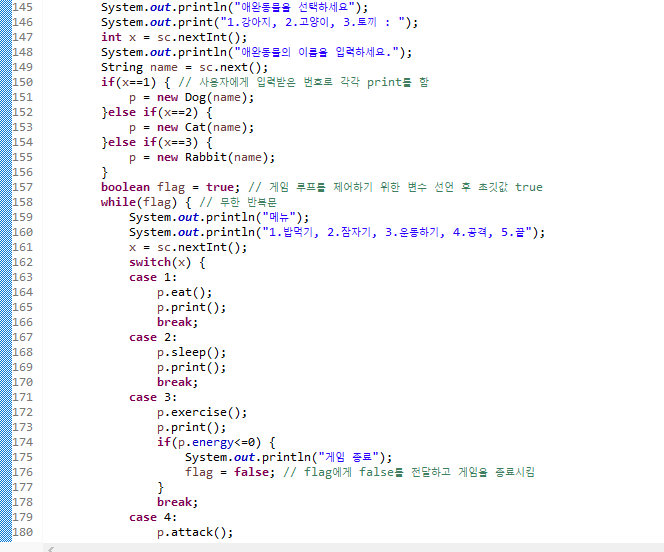 145 System.out.println("애완동물을 선택하세요");
146 System.out.print("1.강아지, 2.고양이, 3.토끼 : ");
147 int x = sc.nextInt();
148 System.out.println("애완동물의 이름을 입력하세요.");
149 String name = sc.next();
150 if(x==1) { // 사용자에게 입력받은 번호로 각각 print를 함
151 p = new Dog(name);
152 }else if(x==2) {
153 p = new Cat(name);
154 }else if(x==3) {
155 p = new Rabbit(name);
156 }
157 boolean flag = true; // 게임 루프를 제어하기 위한 변수 선언 후 초깃값 true
158 while(flag) { // 무한 반복문
159 System.out.println("메뉴");
160 System.out.println("1.밥먹기, 2.잠자기, 3.운동하기, 4.공격, 5.끝");
161 x = sc.nextInt();
162 switch(x) {
163 case 1:
164 p.eat();
165 p.print();
166 break;
167 case 2:
168 p.sleep();
169 p.print();
170 break;
171 case 3:
172 p.exercise();
173 p.print();
174 if(p.energy<=0) {
175 System.out.println("게임 종료");
176 flag = false; // flag에게 false를 전달하고 게임을 종료시킴
177 }
178 break;
179 case 4:
180 p.attack();